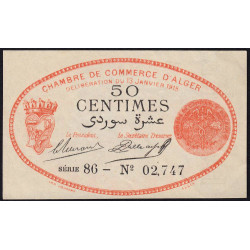 CHAMBRE DE COMMERCE D'ALGER
DÉLIBÉRATION DU 13 JANVIER 1915
50
CENTIMES
عشرة سوردي
Le Président, Le Secrétaire Trésorier,
SÉRIE 86 - Nº 02,747